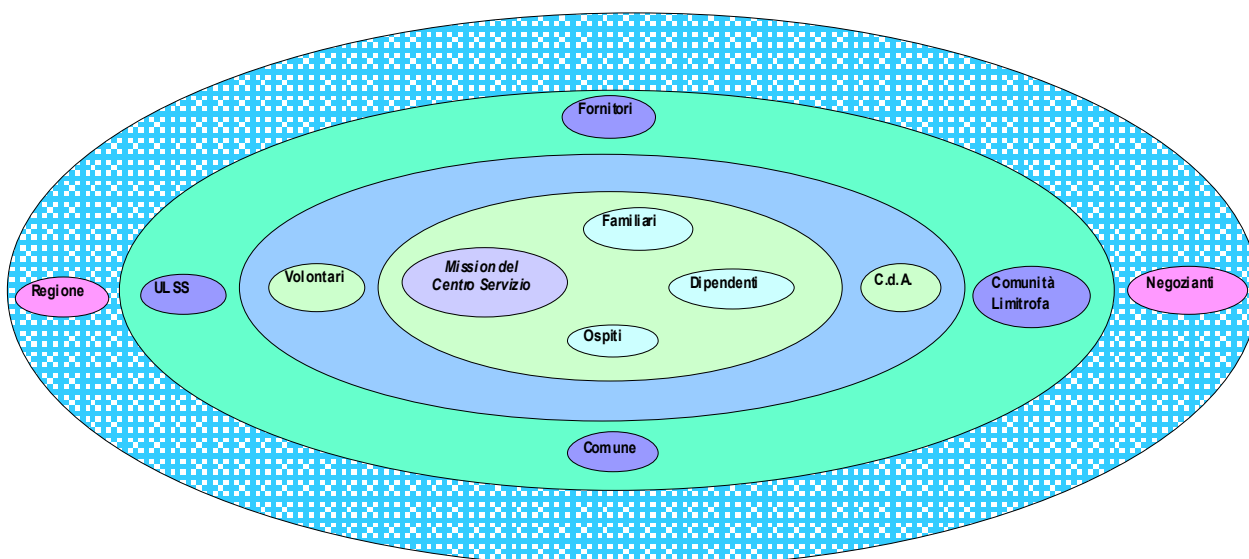 Fornitori
Familiari
Regione
ULSS
Volontari
Mission del
Centro Servizio
Dipendenti
C.d.A.
Comunità
Limitrofa
Negozianti
Ospiti
Comune